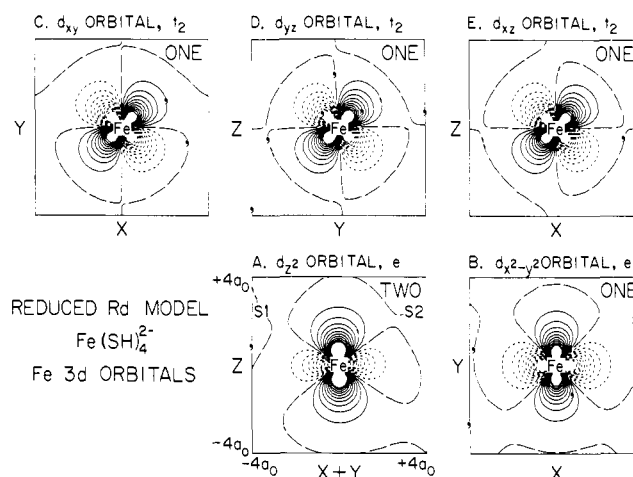 C. dxy ORBITAL, t2
D. dyz ORBITAL, t2
E. dxz ORBITAL, t2
ONE
ONE
ONE
Y
Fe
Z
Fe
Z
Fe
X
Y
X
REDUCED Rd MODEL
Fe(SH)4 2-
Fe 3d ORBITALS
A. dz2 ORBITAL, e
B. dx2-y2 ORBITAL, e
+4a0
TWO
ONE
S1
S2
Z
Fe
Y
Fe
-4a0
-4a0
X+Y
+4a0
X